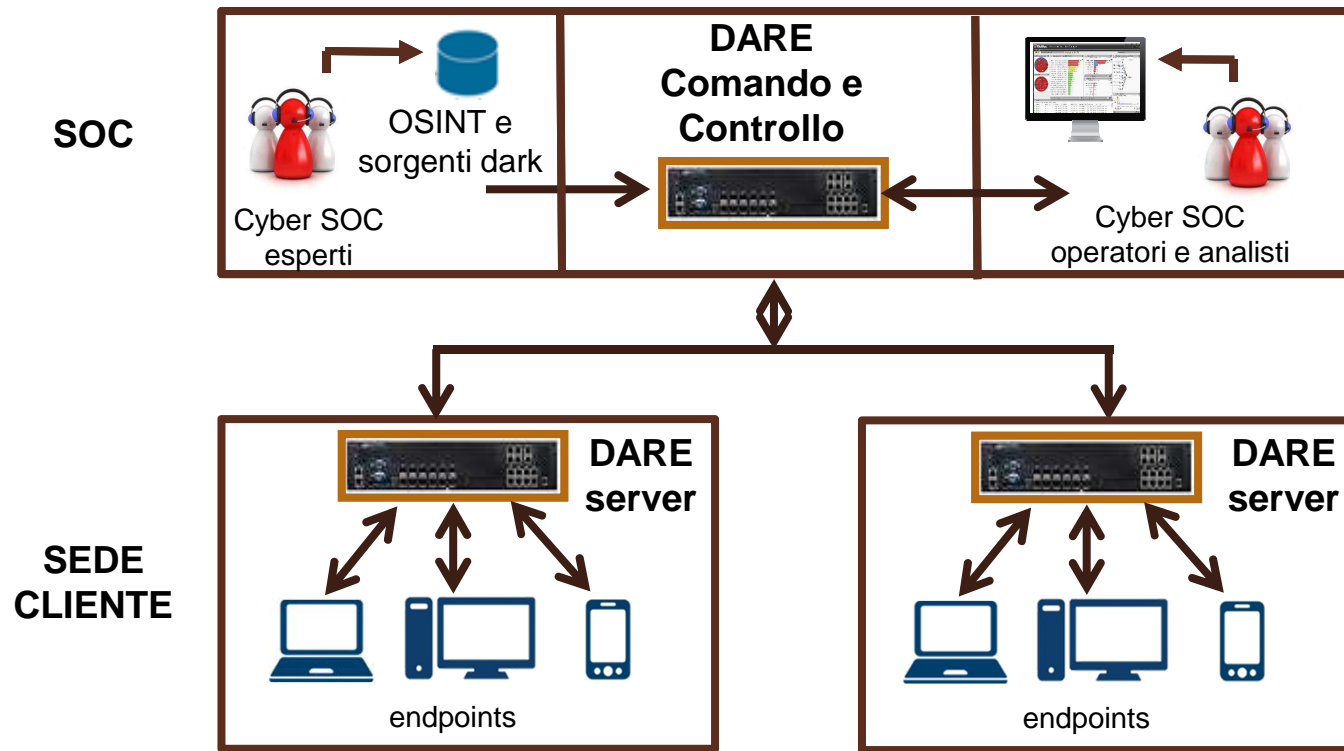 SOC
OSINT e
sorgenti dark
Cyber SOC
esperti
DARE
Comando e
Controllo
Cyber SOC
operatori e analisti
SEDE
CLIENTE
DARE
server
endpoints
DARE
server
endpoints